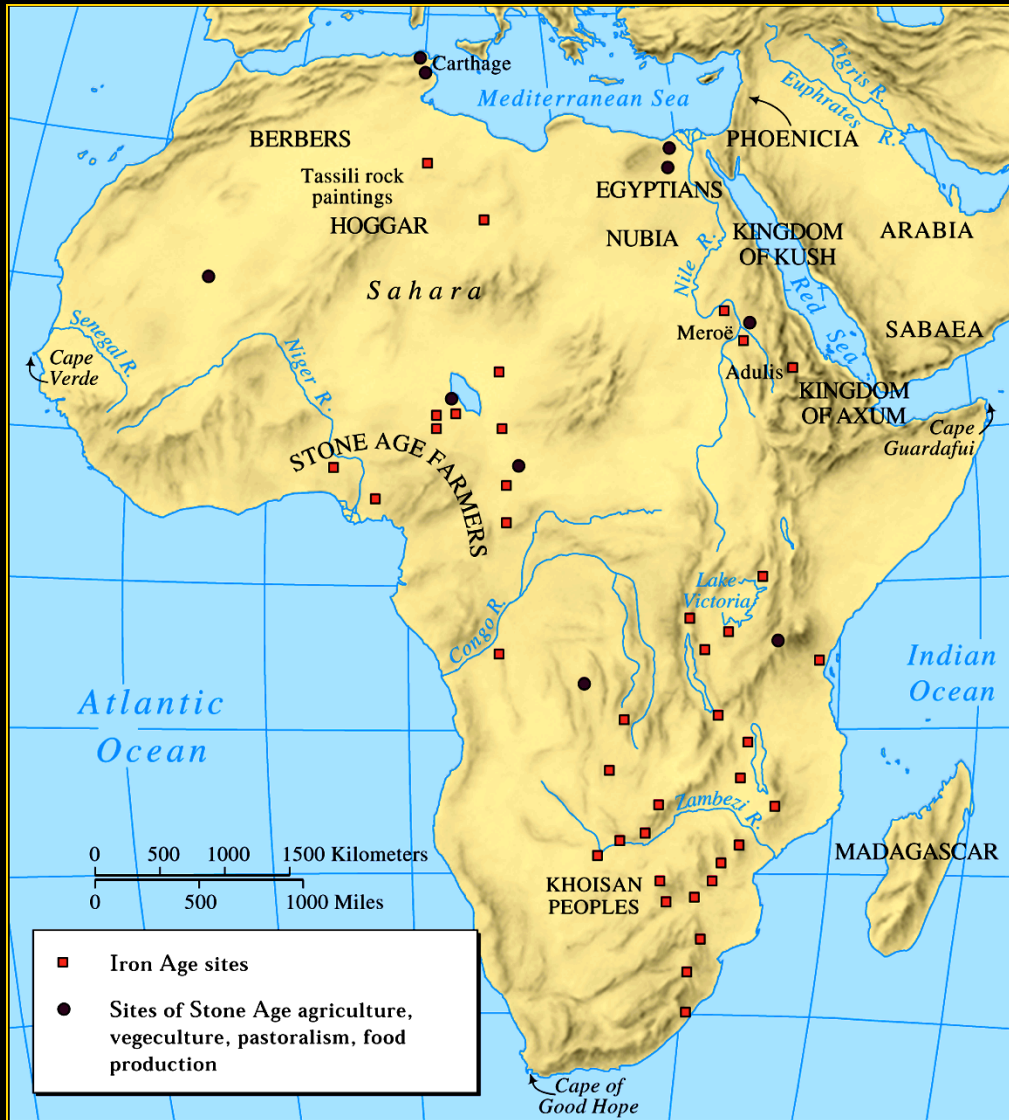 Carthage
Mediterranean Sea
Tigris R.
Euphrates R.
PHOENICIA
BERBERS
Tassili rock
paintings
HOGGAR
EGYPTIANS
NUBIA
Nile R.
KINGDOM
OF KUSH
ARABIA
Red Sea
SABAEA
Sahara
Senegal R.
Cape
Verde
Niger R.
Meroë
Adulis
KINGDOM
OF AXUM
Cape
Guardafui
STONE AGE FARMERS
Lake
Victoria
Congo R.
Indian
Ocean
Atlantic
Ocean
Zambezi R.
MADAGASCAR
KHOISAN
PEOPLES
0 500 1000 1500 Kilometers
0 500 1000 Miles
Iron Age sites
Sites of Stone Age agriculture,
vegeculture, pastoralism, food
production
Cape of
Good Hope